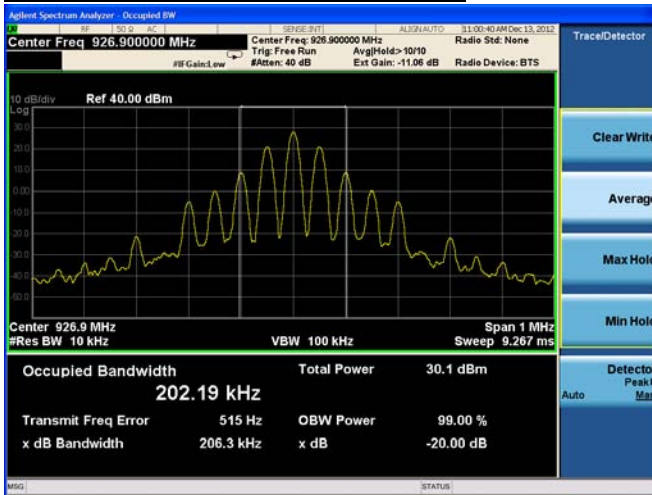 Agilent Spectrum Analyzer - Occupied BW
RF 50 Ω AC SENSE:INT ALIGNAUTO 11:00:40 AM Dec 13, 2012
Center Freq 926.900000 MHz Center Freq: 926.900000 MHz Radio Std: None
Trig: Free Run Avg|Hold:>10/10
#IFGain:Low #Atten: 40 dB Ext Gain: -11.06 dB Radio Device: BTS
Trace/Detector
10 dB/div Ref 40.00 dBm
Log
30.0
20.0
10.0
0.00
-10.0
-20.0
-30.0
-40.0
-50.0
Clear Write
Average
Max Hold
Min Hold
Center 926.9 MHz Span 1 MHz
#Res BW 10 kHz VBW 100 kHz Sweep 9.267 ms
Occupied Bandwidth Total Power 30.1 dBm
202.19 kHz
Transmit Freq Error 515 Hz OBW Power 99.00 %
x dB Bandwidth 206.3 kHz x dB -20.00 dB
Detecto
Peak
Auto Ma
MSG STATUS